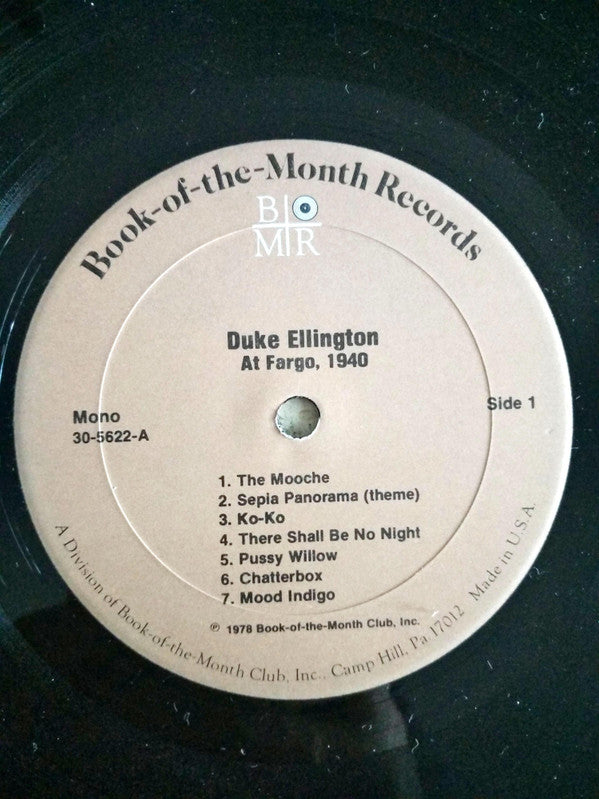 Book-of-the-Month Records
B
M R
Duke Ellington
At Fargo, 1940
Mono
30-5622-A
Side 1
1. The Mooche
2. Sepia Panorama (theme)
3. Ko-Ko
4. There Shall Be No Night
5. Pussy Willow
6. Chatterbox
7. Mood Indigo
℗ 1978 Book-of-the-Month Club, Inc.
A Division of Book-of-the-Month Club, Inc., Camp Hill, Pa 17012 Made in U.S.A.